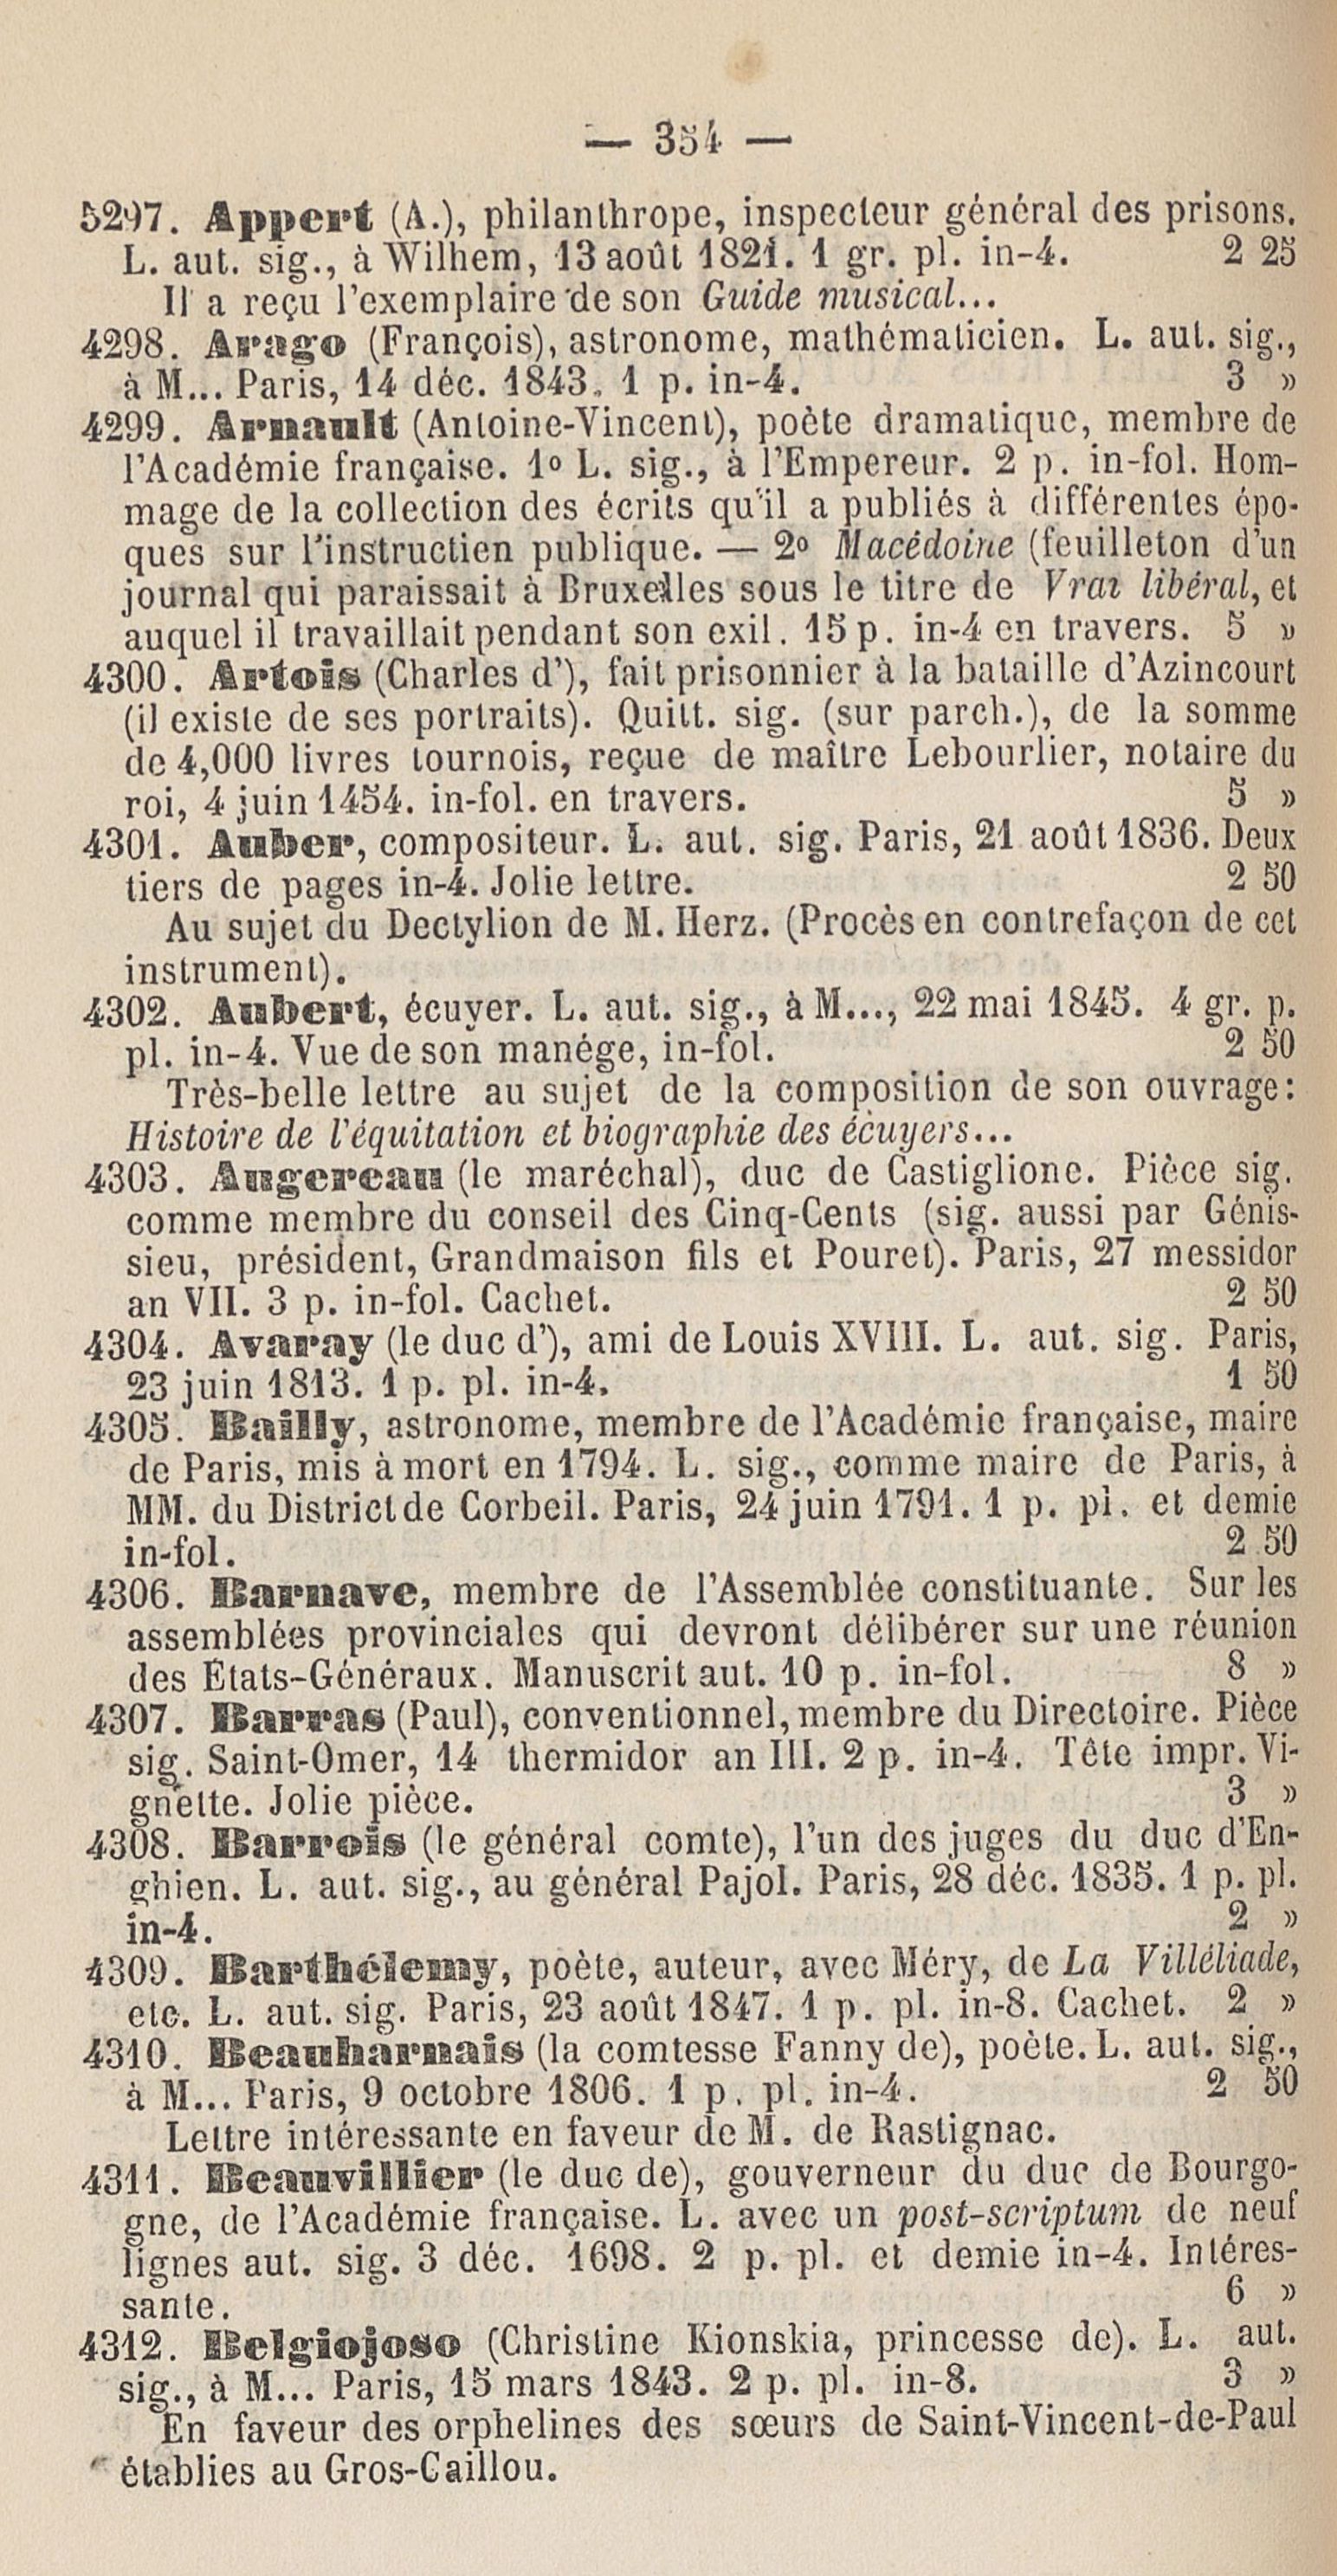 — 354 —
5297. Appert (A.), philanthrope, inspecteur général des prisons.
L. aut. sig., à Wilhem, 13 août 1821. 1 gr. pl. in-4. 2 25
Il a reçu l'exemplaire de son Guide musical...
4298. Arago (François), astronome, mathématicien. L. aut. sig.,
à M... Paris, 14 déc. 1843. 1 p. in-4. 3 »
4299. Arnault (Antoine-Vincent), poète dramatique, membre de
l'Académie française. 1º L. sig., à l'Empereur. 2 p. in-fol. Hom-
mage de la collection des écrits qu'il a publiés à différentes épo-
ques sur l'instructien publique. — 2º Macédoine (feuilleton d'un
journal qui paraissait à Bruxelles sous le titre de Vrai libéral, et
auquel il travaillait pendant son exil. 15 p. in-4 en travers. 5 »
4300. Artois (Charles d'), fait prisonnier à la bataille d'Azincourt
(il existe de ses portraits). Quitt. sig. (sur parch.), de la somme
de 4,000 livres tournois, reçue de maître Lebourlier, notaire du
roi, 4 juin 1454. in-fol. en travers. 5 »
4301. Auber, compositeur. L. aut. sig. Paris, 21 août 1836. Deux
tiers de pages in-4. Jolie lettre. 2 50
Au sujet du Dectylion de M. Herz. (Procès en contrefaçon de cet
instrument).
4302. Aubert, écuyer. L. aut. sig., à M..., 22 mai 1845. 4 gr. p.
pl. in-4. Vue de son manége, in-fol. 2 50
Très-belle lettre au sujet de la composition de son ouvrage:
Histoire de l'équitation et biographie des écuyers...
4303. Augereau (le maréchal), duc de Castiglione. Pièce sig.
comme membre du conseil des Cinq-Cents (sig. aussi par Génis-
sieu, président, Grandmaison fils et Pouret). Paris, 27 messidor
an VII. 3 p. in-fol. Cachet. 2 50
4304. Avaray (le duc d'), ami de Louis XVIII. L. aut. sig. Paris,
23 juin 1813. 1 p. pl. in-4. 1 50
4305. Bailly, astronome, membre de l'Académie française, maire
de Paris, mis à mort en 1794. L. sig., comme maire de Paris, à
MM. du District de Corbeil. Paris, 24 juin 1791. 1 p. pl. et demie
in-fol. 2 50
4306. Barnave, membre de l'Assemblée constituante. Sur les
assemblées provinciales qui devront délibérer sur une réunion
des Etats-Généraux. Manuscrit aut. 10 p. in-fol. 8 »
4307. Barras (Paul), conventionnel, membre du Directoire. Pièce
sig. Saint-Omer, 14 thermidor an III. 2 p. in-4. Tête impr. Vi-
gnette. Jolie pièce. 3 »
4308. Barrois (le général comte), l'un des juges du duc d'En-
ghien. L. aut. sig., au général Pajol. Paris, 28 déc. 1835. 1 p. pl.
in-4. 2 »
4309. Barthélemy, poète, auteur, avec Méry, de La Villéliade,
etc. L. aut. sig. Paris, 23 août 1847. 1 p. pl. in-8. Cachet. 2 »
4310. Beauharnais (la comtesse Fanny de), poète. L. aut. sig.,
à M... Paris, 9 octobre 1806. 1 p. pl. in-4. 2 50
Lettre intéressante en faveur de M. de Rastignac.
4311. Beauvillier (le duc de), gouverneur du duc de Bourgo-
gne, de l'Académie française. L. avec un post-scriptum de neuf
lignes aut. sig. 3 déc. 1698. 2 p. pl. et demie in-4. Intéres-
sante. 6 »
4312. Belgiojoso (Christine Kionskia, princesse de). L. aut.
sig., à M... Paris, 15 mars 1843. 2 p. pl. in-8. 3 »
En faveur des orphelines des sœurs de Saint-Vincent-de-Paul
établies au Gros-Caillou.